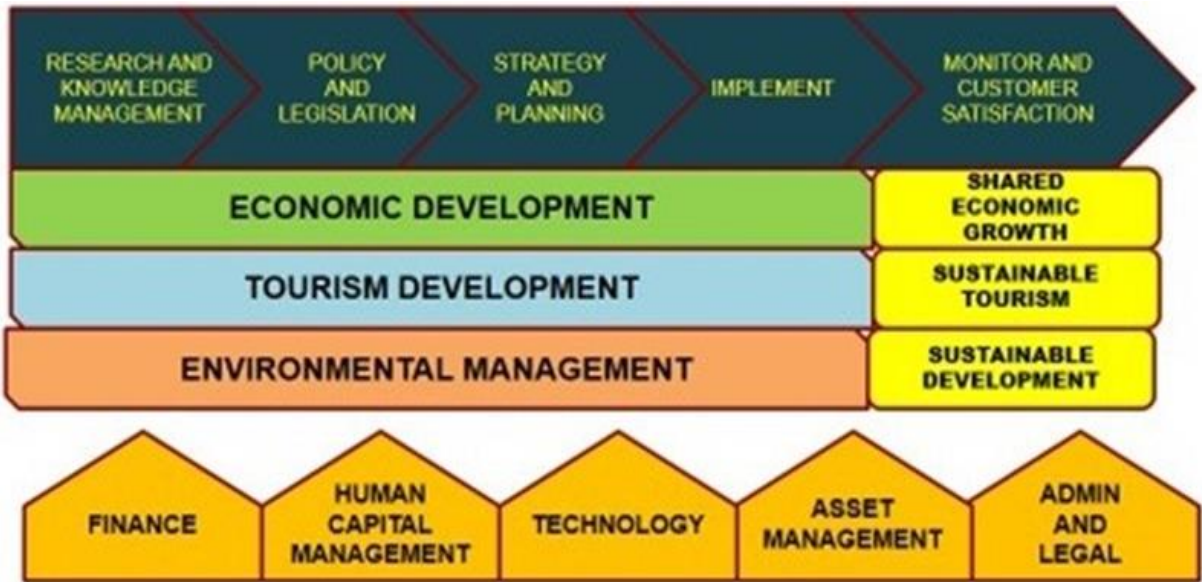 RESEARCH AND
KNOWLEDGE
MANAGEMENT
POLICY
AND
LEGISLATION
STRATEGY
AND
PLANNING
IMPLEMENT
MONITOR AND
CUSTOMER
SATISFACTION
ECONOMIC DEVELOPMENT
SHARED
ECONOMIC
GROWTH
TOURISM DEVELOPMENT
SUSTAINABLE
TOURISM
ENVIRONMENTAL MANAGEMENT
SUSTAINABLE
DEVELOPMENT
FINANCE
HUMAN
CAPITAL
MANAGEMENT
TECHNOLOGY
ASSET
MANAGEMENT
ADMIN
AND
LEGAL